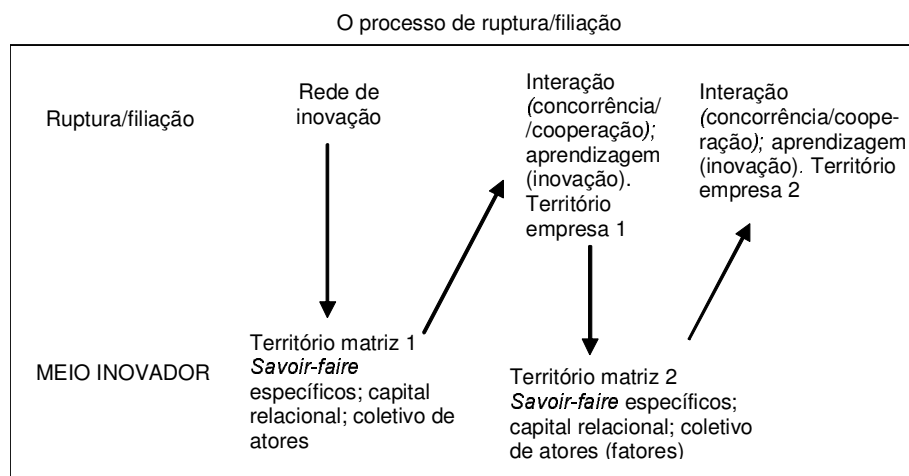 O processo de ruptura/filiação
Ruptura/filiação
Rede de
inovação
Interação
(concorrência/
/cooperação);
aprendizagem
(inovação).
Território
empresa 1
Interação
(concorrência/coope-
ração); aprendizagem
(inovação). Território
empresa 2
MEIO INOVADOR
Território matriz 1
Savoir-faire
específicos; capital
relacional; coletivo de
atores
Território matriz 2
Savoir-faire específicos;
capital relacional; coletivo
de atores (fatores)